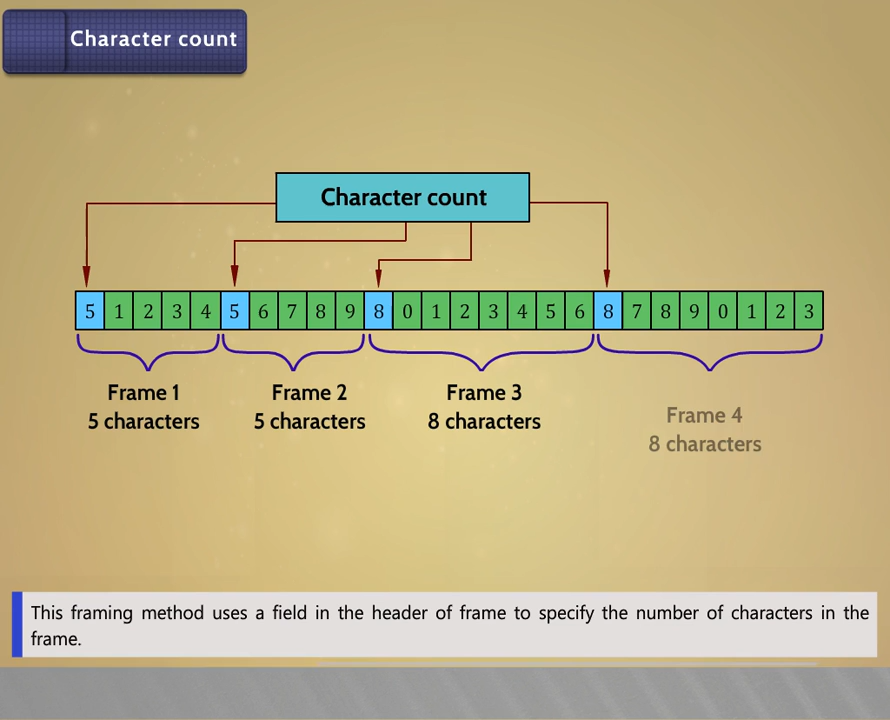 Character count
Character count
5 1 2 3 4 5 6 7 8 9 8 0 1 2 3 4 5 6 8 7 8 9 0 1 2 3
Frame 1
5 characters
Frame 2
5 characters
Frame 3
8 characters
Frame 4
8 characters
This framing method uses a field in the header of frame to specify the number of characters in the
frame.